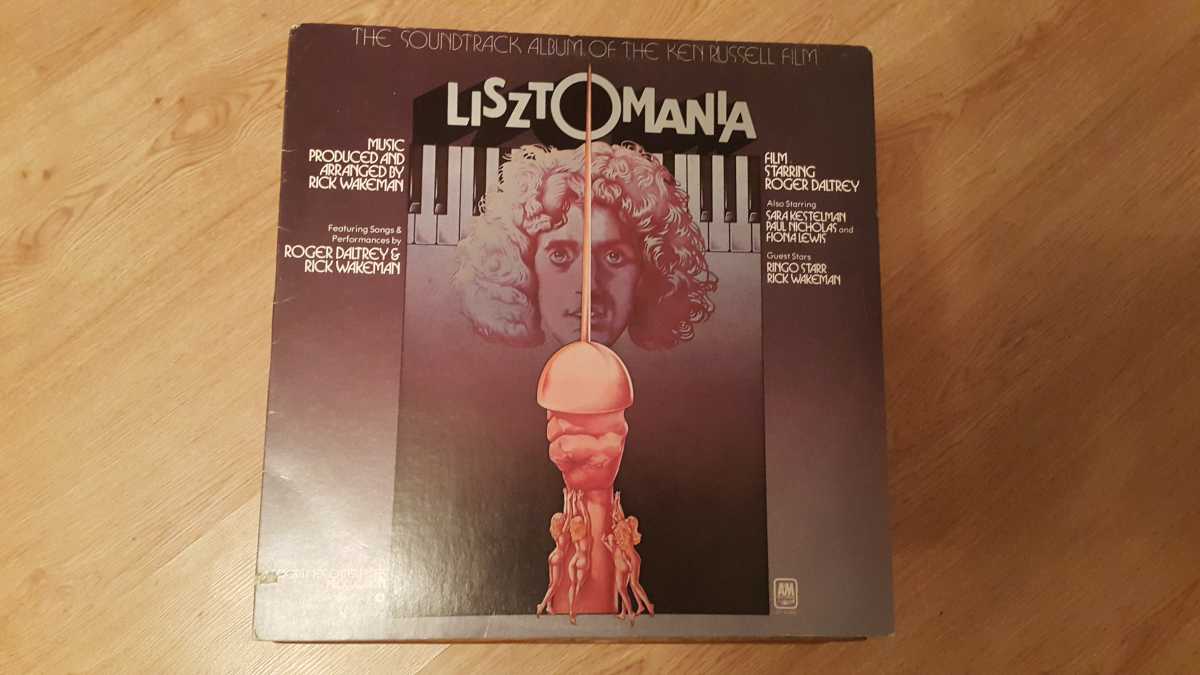 THE SOUNDTRACK ALBUM OF THE KEN RUSSELL FILM
LISZTOMANIA
MUSIC
PRODUCED AND
ARRANGED BY
RICK WAKEMAN
Featuring Songs &
Performances by
ROGER DALTREY &
RICK WAKEMAN
FILM
STARRING
ROGER DALTREY
Also Starring
SARA KESTELMAN
PAUL NICHOLAS and
FIONA LEWIS
Guest Stars
RINGO STARR
RICK WAKEMAN
AM